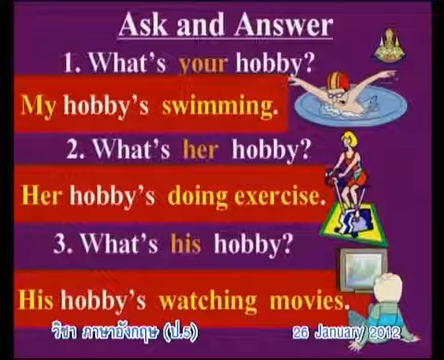 Ask and Answer
1. What's your hobby?
My hobby's swimming.
2. What's her hobby?
Her hobby's doing exercise.
3. What's his hobby?
His hobby's watching movies.
วิชา ภาษาอังกฤษ (ป.5) 26 January 2012